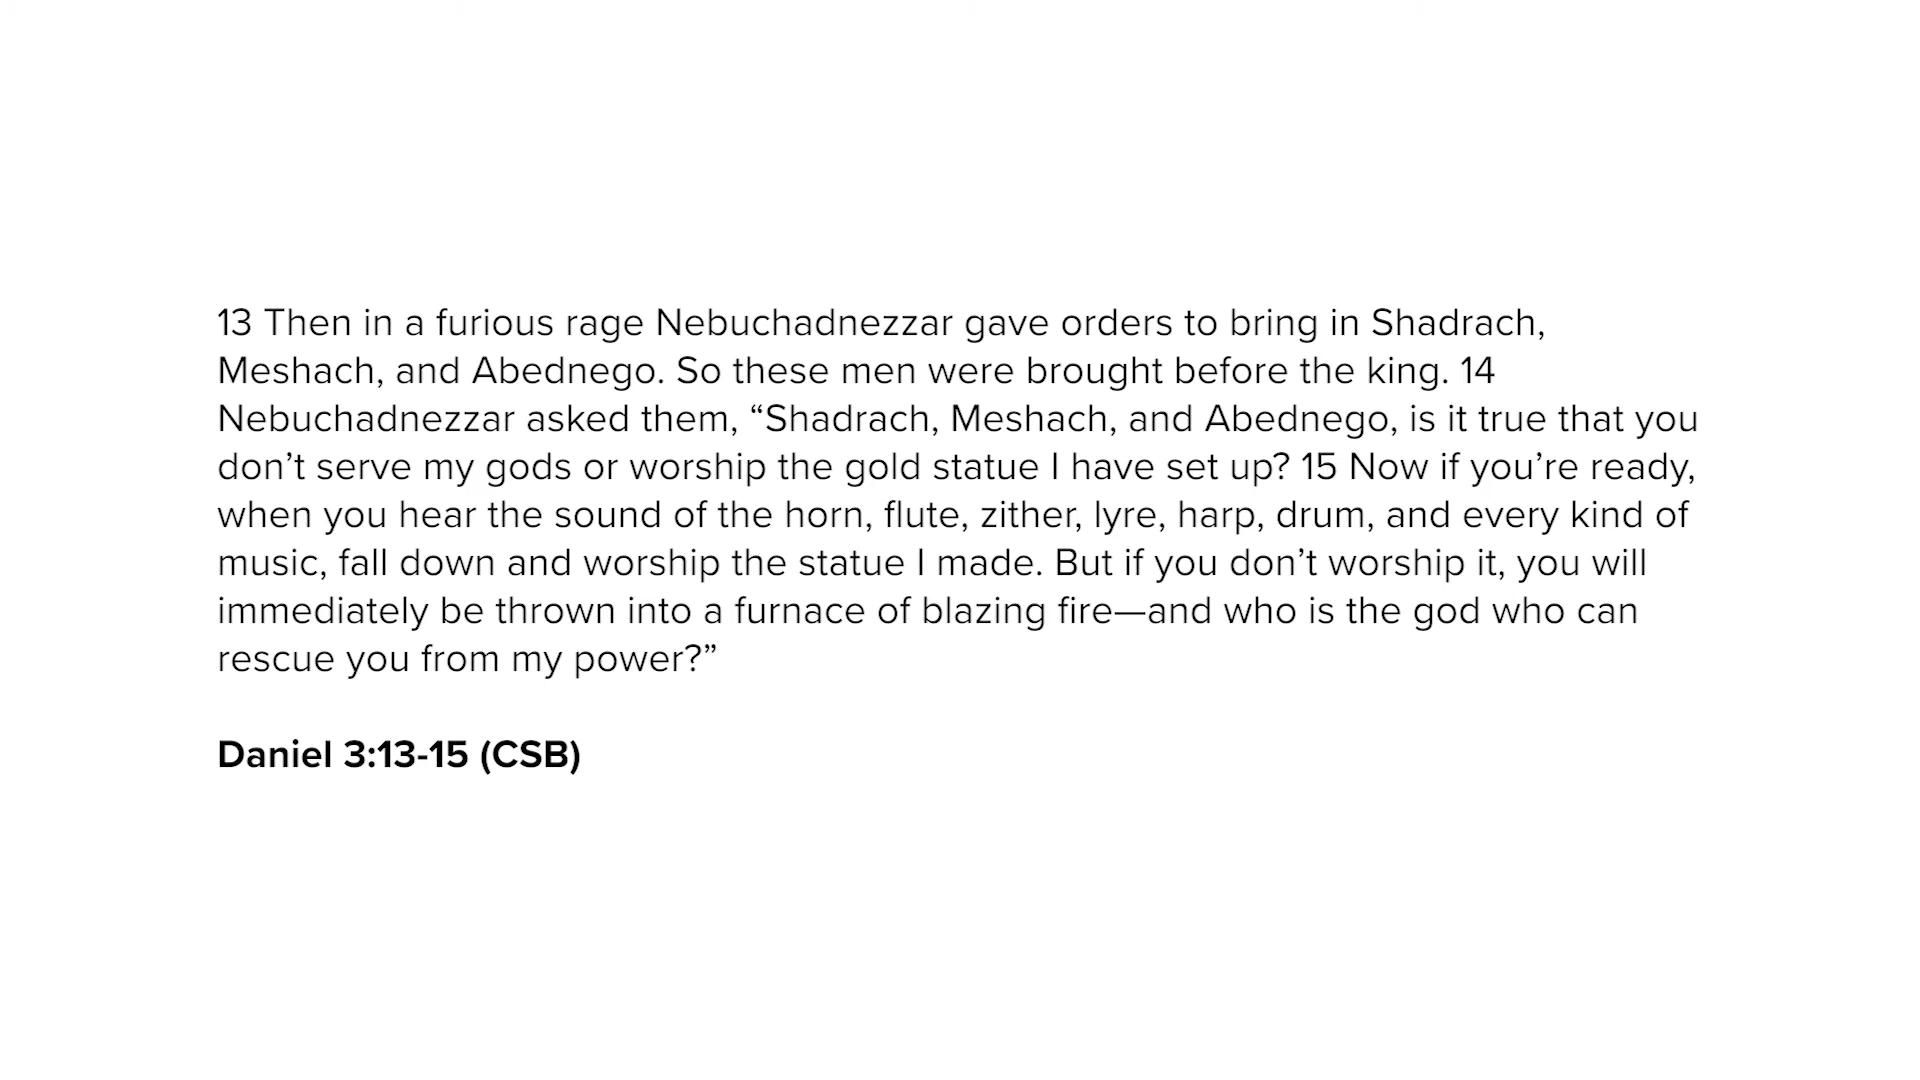 13 Then in a furious rage Nebuchadnezzar gave orders to bring in Shadrach,
Meshach, and Abednego. So these men were brought before the king. 14
Nebuchadnezzar asked them, “Shadrach, Meshach, and Abednego, is it true that you
don’t serve my gods or worship the gold statue I have set up? 15 Now if you’re ready,
when you hear the sound of the horn, flute, zither, lyre, harp, drum, and every kind of
music, fall down and worship the statue I made. But if you don’t worship it, you will
immediately be thrown into a furnace of blazing fire—and who is the god who can
rescue you from my power?”
Daniel 3:13-15 (CSB)